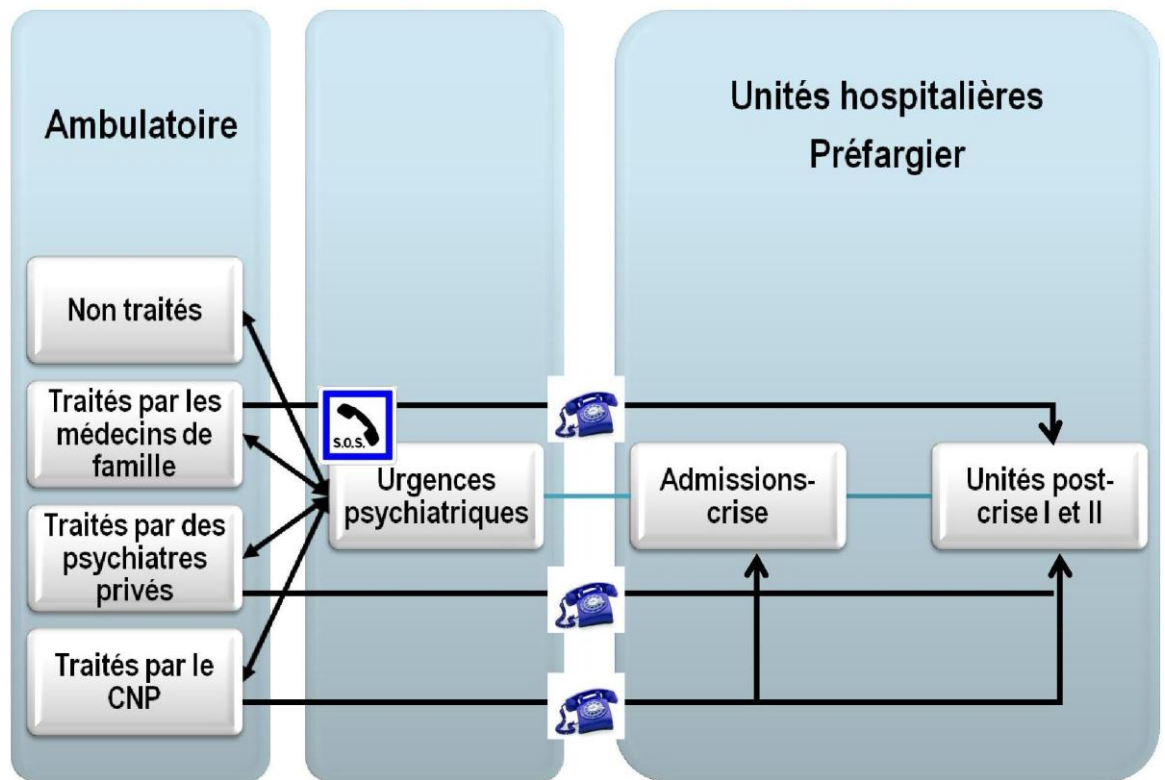 Ambulatoire
Unités hospitalières
Préfargier
Non traités
Traités par les
médecins de
famille
Traités par des
psychiatres
privés
Traités par le
CNP
S.O.S.
Urgences
psychiatriques
Admissions-
crise
Unités post-
crise I et II